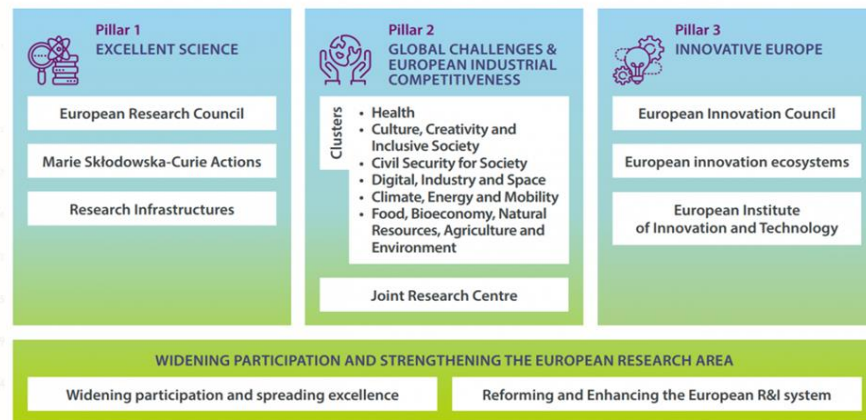 Pillar 1
EXCELLENT SCIENCE
European Research Council
Marie Skłodowska-Curie Actions
Research Infrastructures
Pillar 2
GLOBAL CHALLENGES &
EUROPEAN INDUSTRIAL
COMPETITIVENESS
Clusters
• Health
• Culture, Creativity and
Inclusive Society
• Civil Security for Society
• Digital, Industry and Space
• Climate, Energy and Mobility
• Food, Bioeconomy, Natural
Resources, Agriculture and
Environment
Joint Research Centre
Pillar 3
INNOVATIVE EUROPE
European Innovation Council
European innovation ecosystems
European Institute
of Innovation and Technology
WIDENING PARTICIPATION AND STRENGTHENING THE EUROPEAN RESEARCH AREA
Widening participation and spreading excellence
Reforming and Enhancing the European R&I system